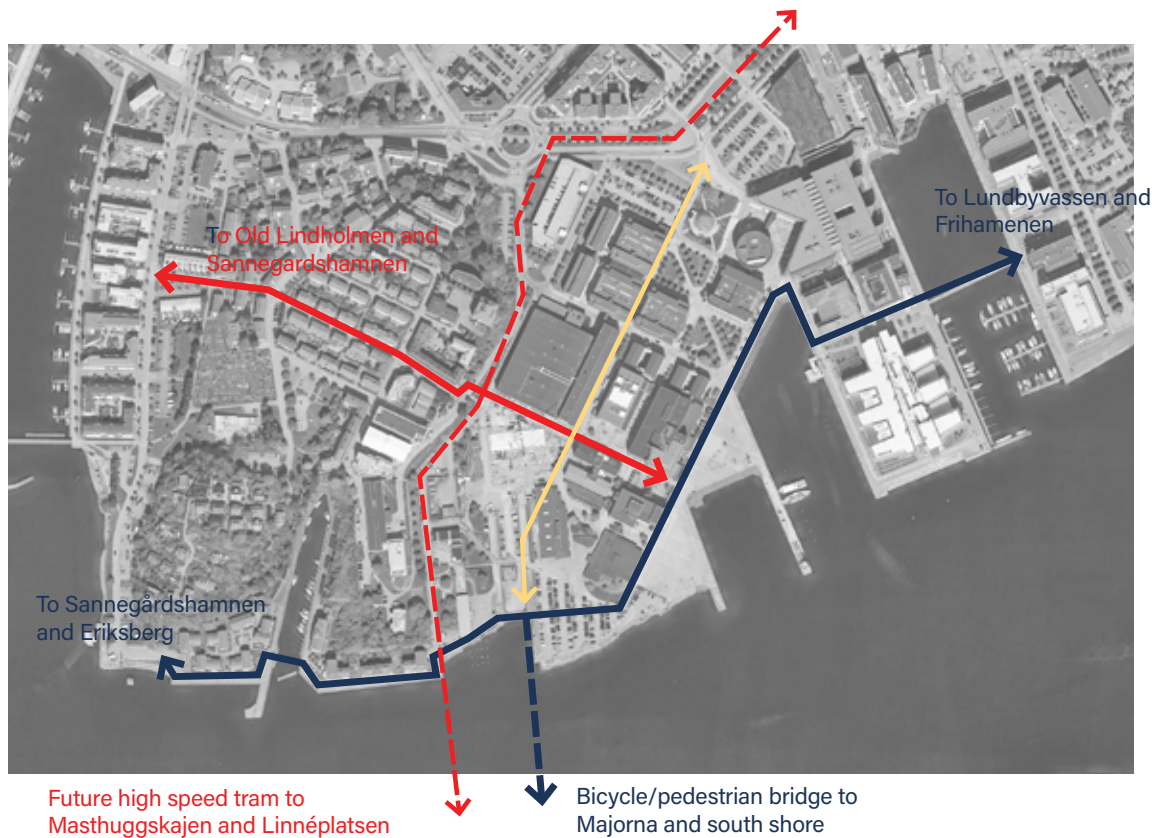 To Lundbyvassen and
Frihamenen
To Old Lindholmen and
Sannegardshamnen
To Sannegårdshamnen
and Eriksberg
Future high speed tram to
Masthuggskajen and Linnéplatsen
Bicycle/pedestrian bridge to
Majorna and south shore